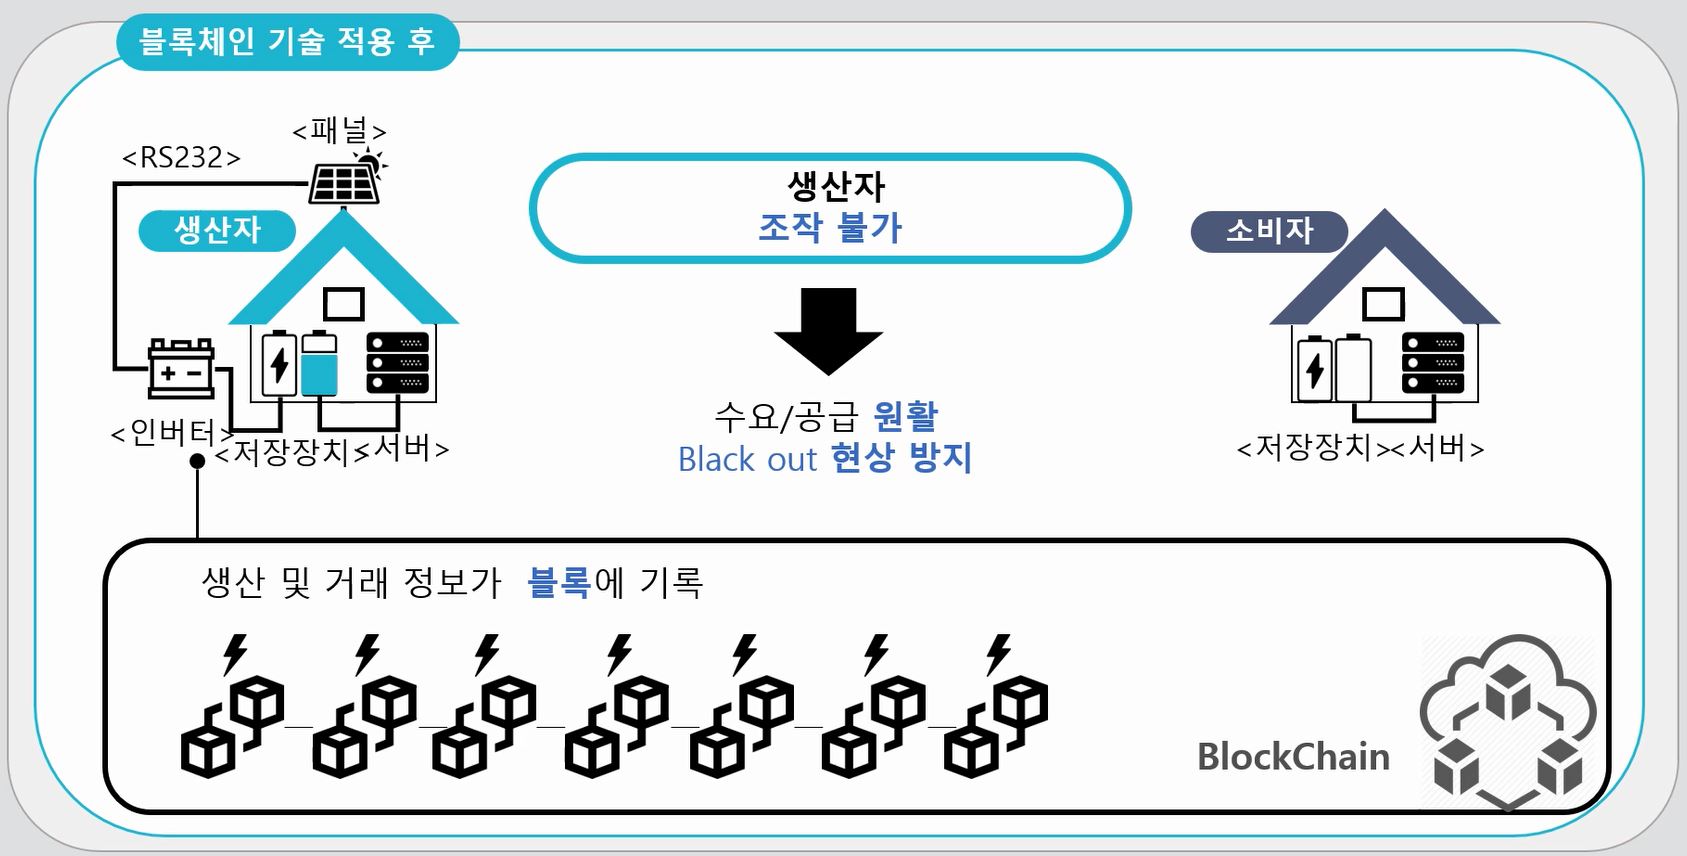 블록체인 기술 적용 후
<패널>
<RS232>
생산자
<인버터>
<저장장치>
<서버>
생산자
조작 불가
수요/공급 원활
Black out 현상 방지
소비자
<저장장치><서버>
생산 및 거래 정보가 블록에 기록
BlockChain